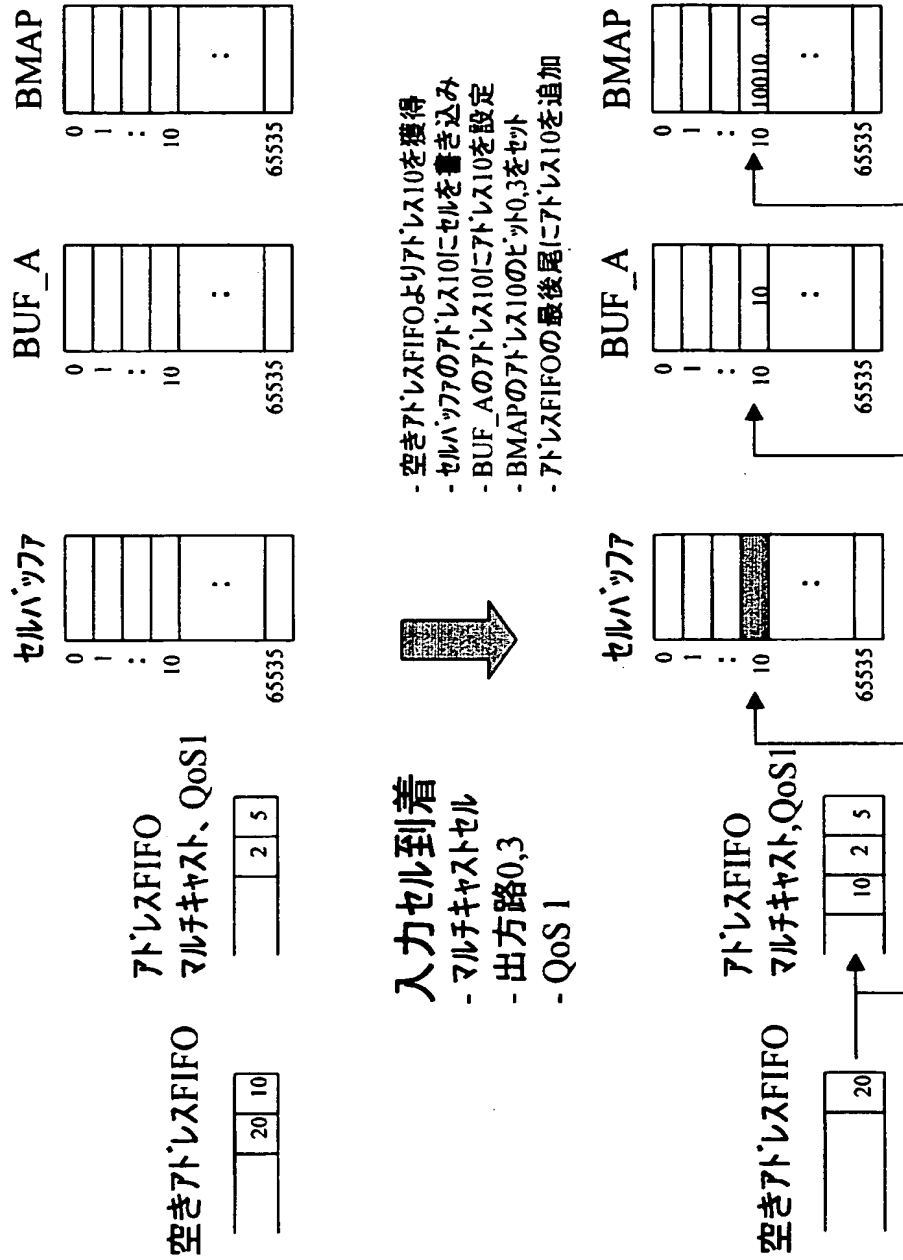 空きアドレスFIFO
20 10
アドレスFIFO
マルチキャスト、QoS1
2 5
セルバッファ
0
1
:
10
:
65535
BUF_A
0
1
:
10
:
65535
BMAP
0
1
:
10
:
65535
入力セル到着
- マルチキャストセル
- 出方路0,3
- QoS 1
- 空きアドレスFIFOよりアドレス10を獲得
- セルバッファのアドレス10にセルを書き込み
- BUF_Aのアドレス10にアドレス10を設定
- BMAPのアドレス10のビット0,3をセット
- アドレスFIFOの最後尾にアドレス10を追加
空きアドレスFIFO
20
アドレスFIFO
マルチキャスト,QoS1
10 2 5
セルバッファ
0
1
:
10
:
65535
BUF_A
0
1
:
10
10
:
65535
BMAP
0
1
:
10
10010...0
:
65535